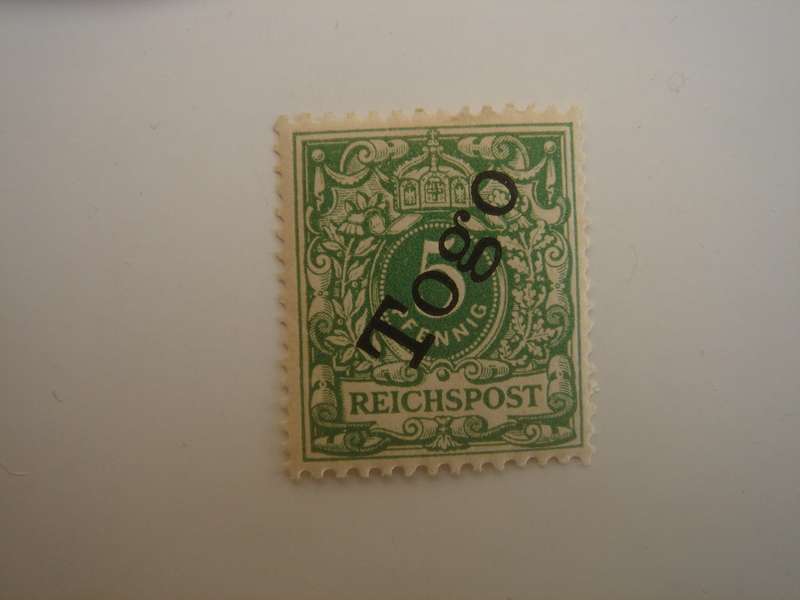 5
PFENNIG
Togo
REICHSPOST